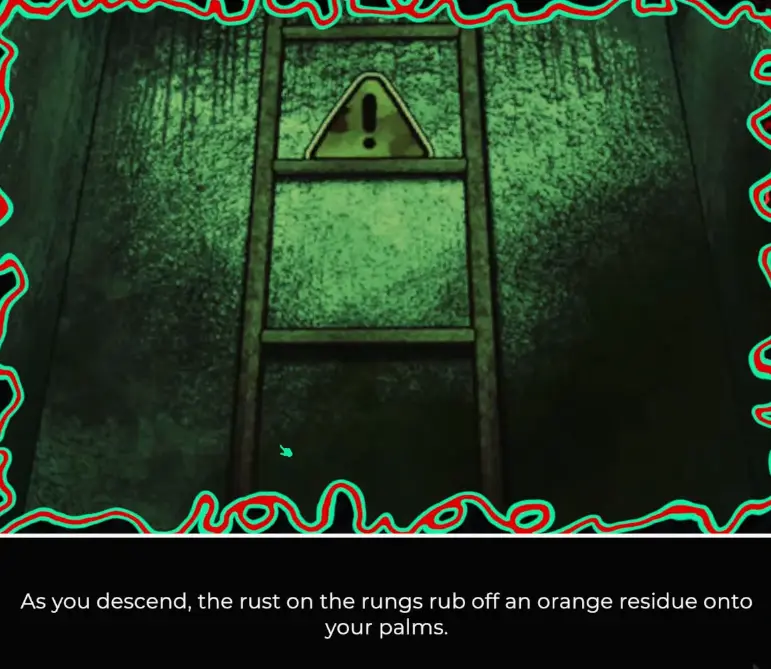 As you descend, the rust on the rungs rub off an orange residue onto
your palms.